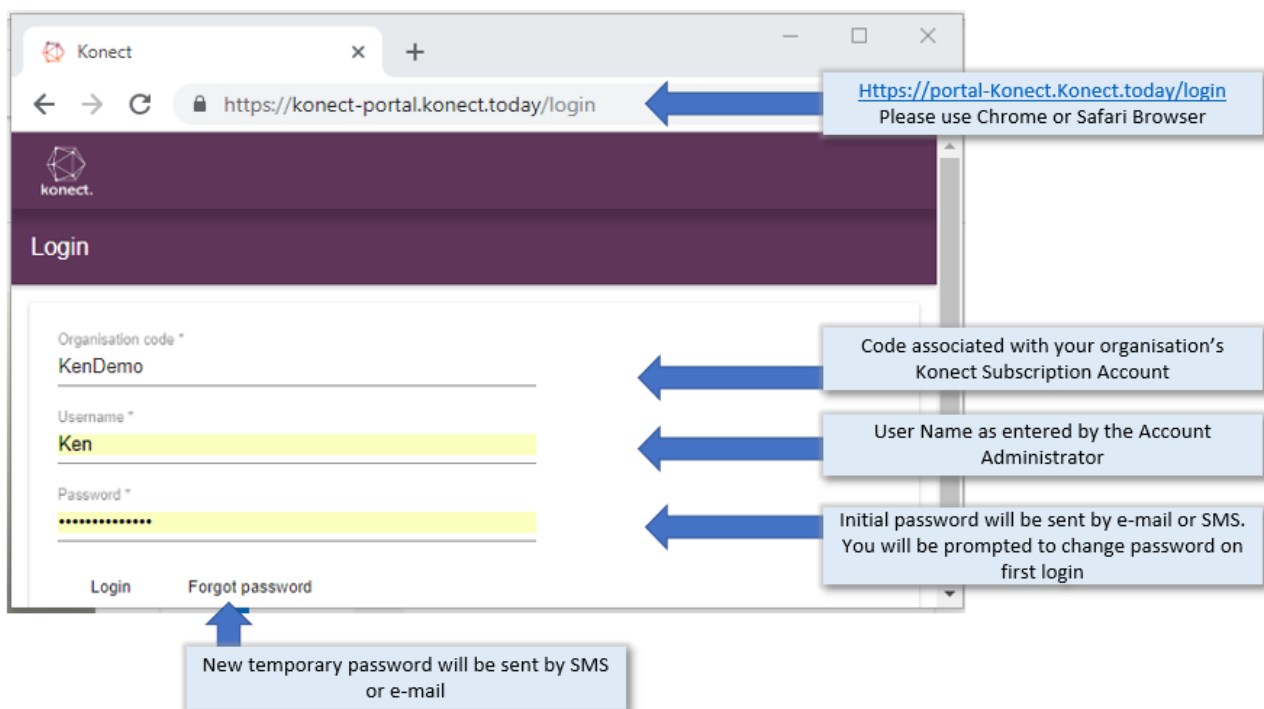 Konect
https://konect-portal.konect.today/login
Https://portal-Konect.Konect.today/login
Please use Chrome or Safari Browser
konect.
Login
Organisation code *
KenDemo
Code associated with your organisation's
Konect Subscription Account
Username *
Ken
User Name as entered by the Account
Administrator
Password *
••••••••••••••
Initial password will be sent by e-mail or SMS.
You will be prompted to change password on
first login
Login Forgot password
New temporary password will be sent by SMS
or e-mail